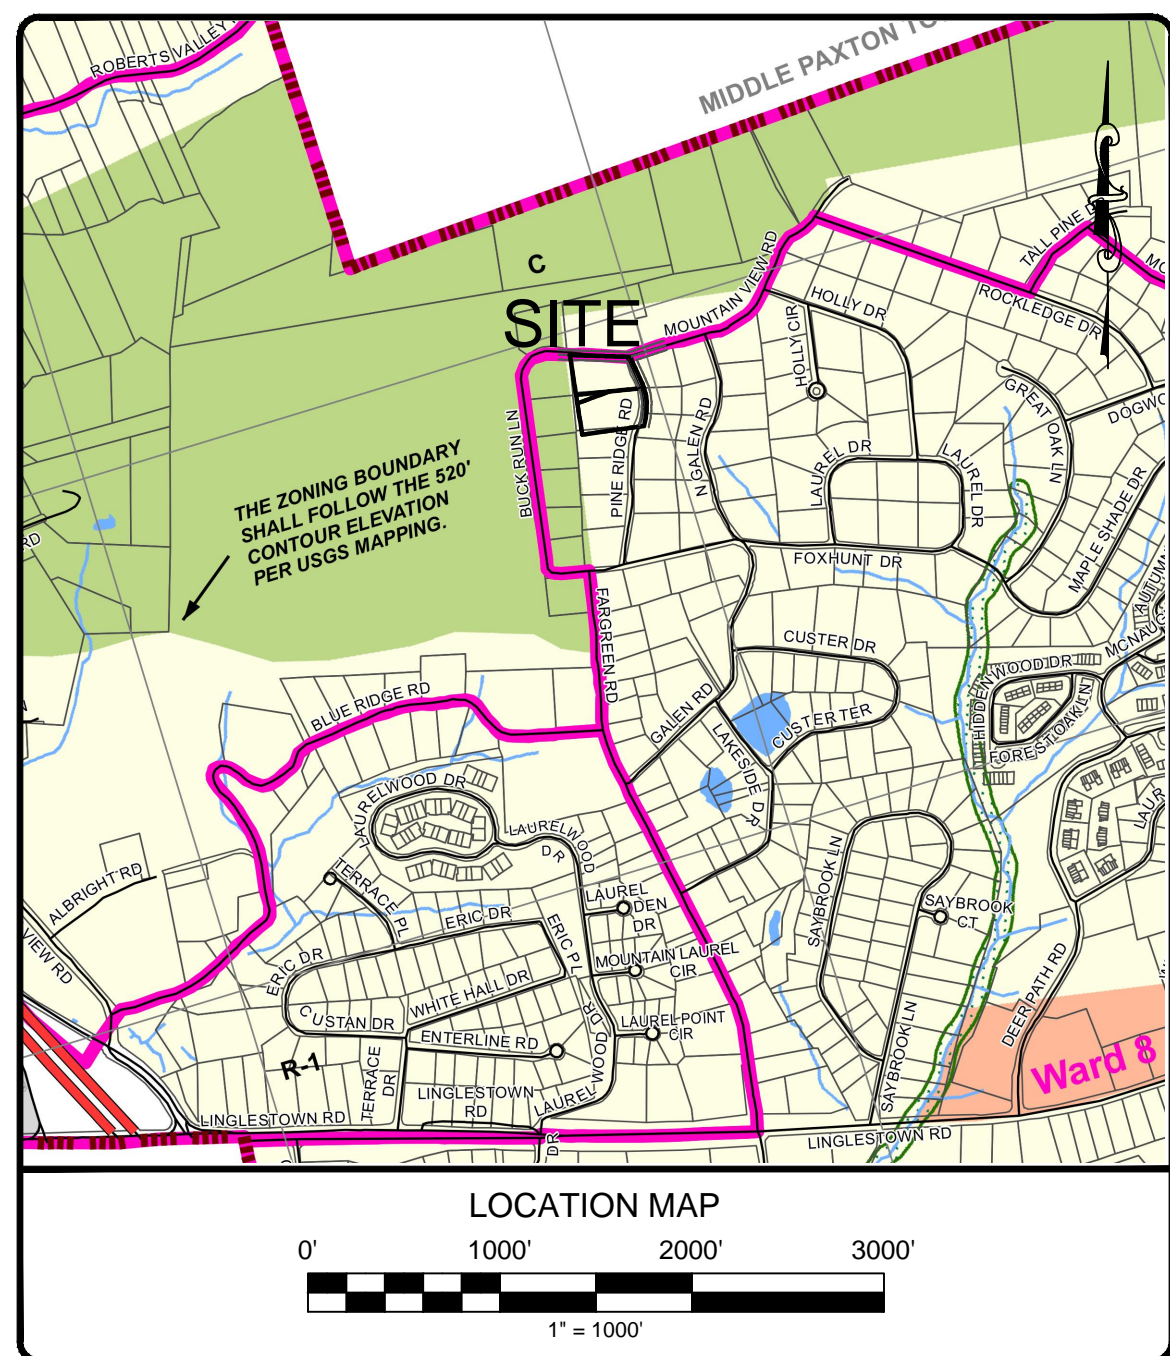 ROBERTS VALLEY
MIDDLE PAXTON
C
SITE
MOUNTAIN VIEW RD
TALL PINE DR
ROCKLEDGE DR
HOLLY DR
HOLLY CIR
GREAT OAK LN
BUCK RUN LN
PINE RIDGE RD
N GALEN RD
LAUREL DR
LAUREL DR
MAPLE SHADE DR
THE ZONING BOUNDARY
SHALL FOLLOW THE 520'
CONTOUR ELEVATION
PER USGS MAPPING.
RD
FOXHUNT DR
FARGREEN RD
CUSTER DR
HIDDENWOOD DR
BLUE RIDGE RD
GALEN RD
LAKESIDE DR
CUSTER TER
FOREST OAK LN
LAURELWOOD DR
LAURELWOOD
DR
SAYBROOK LN
ALBRIGHT RD
TERRACE PL
LAUREL
DEN
DR
SAYBROOK
CT
VIEW RD
ERIC DR
ERIC DR
ERIC PL
MOUNTAIN LAUREL
CIR
WHITE HALL DR
CUSTAN DR
ENTERLINE RD
LAUREL POINT
CIR
DEER PATH RD
SAYBROOK LN
R-1
TERRACE
DR
LINGLESTOWN
RD
LAURELWOOD DR
Ward 8
LINGLESTOWN RD
DR
LINGLESTOWN RD
LOCATION MAP
0' 1000' 2000' 3000'
1" = 1000'